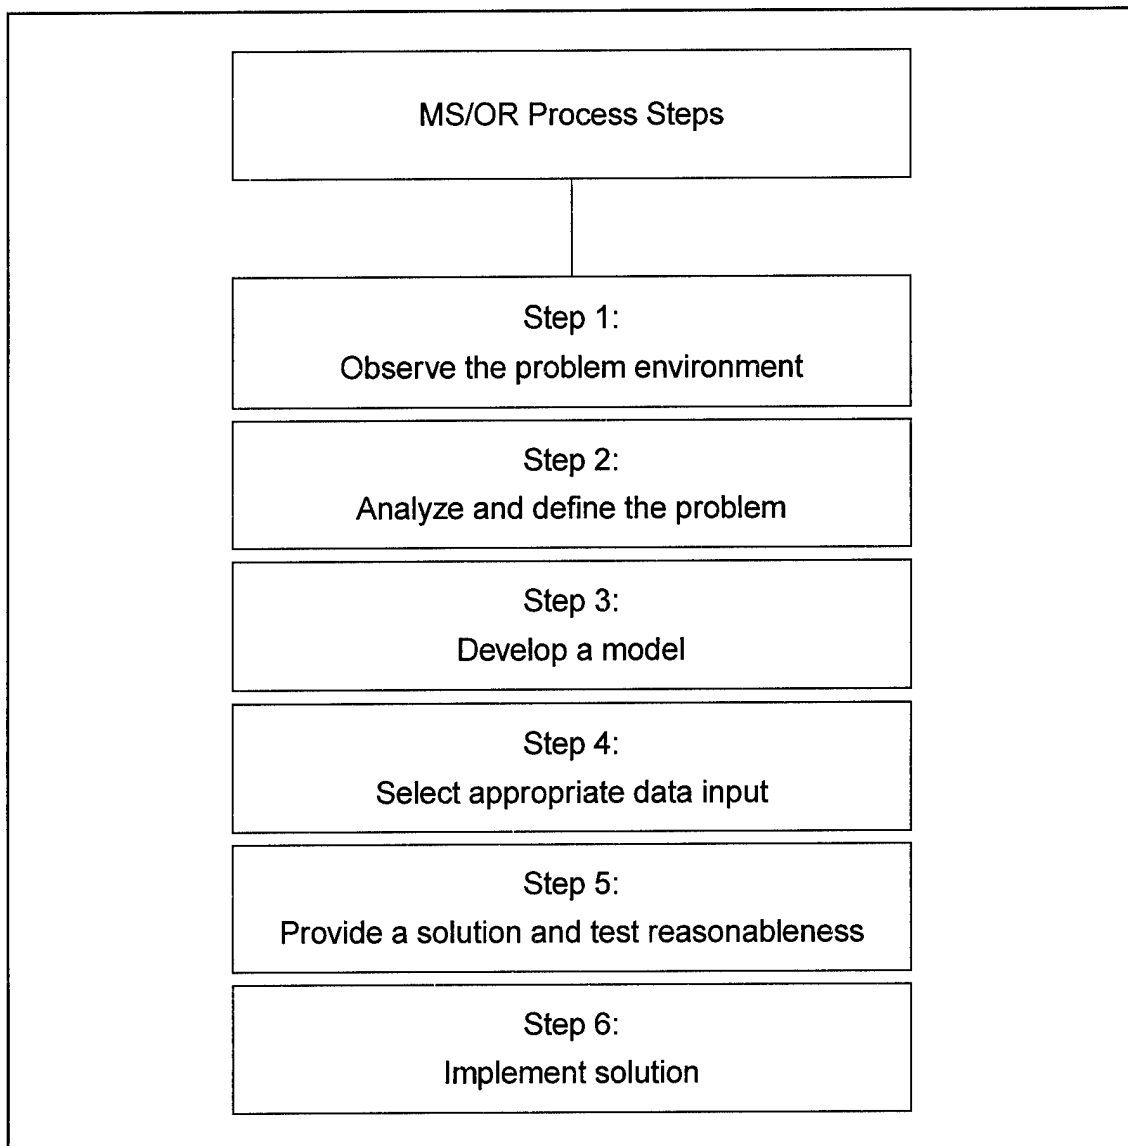 MS/OR Process Steps
Step 1:
Observe the problem environment
Step 2:
Analyze and define the problem
Step 3:
Develop a model
Step 4:
Select appropriate data input
Step 5:
Provide a solution and test reasonableness
Step 6:
Implement solution